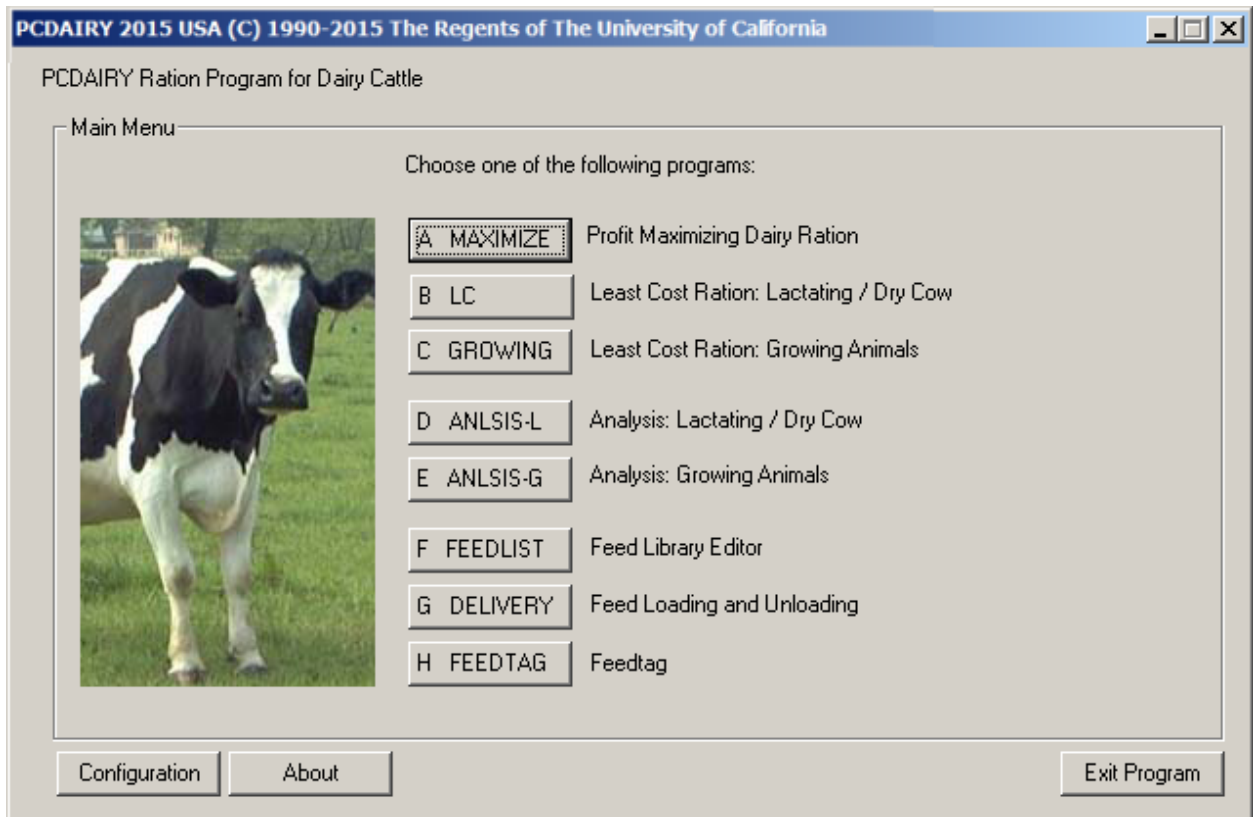 PCDAIRY 2015 USA (C) 1990-2015 The Regents of The University of California
PCDAIRY Ration Program for Dairy Cattle
Main Menu
Choose one of the following programs:
A MAXIMIZE Profit Maximizing Dairy Ration
B LC Least Cost Ration: Lactating / Dry Cow
C GROWING Least Cost Ration: Growing Animals
D ANLSIS-L Analysis: Lactating / Dry Cow
E ANLSIS-G Analysis: Growing Animals
F FEEDLIST Feed Library Editor
G DELIVERY Feed Loading and Unloading
H FEEDTAG Feedtag
Configuration About Exit Program